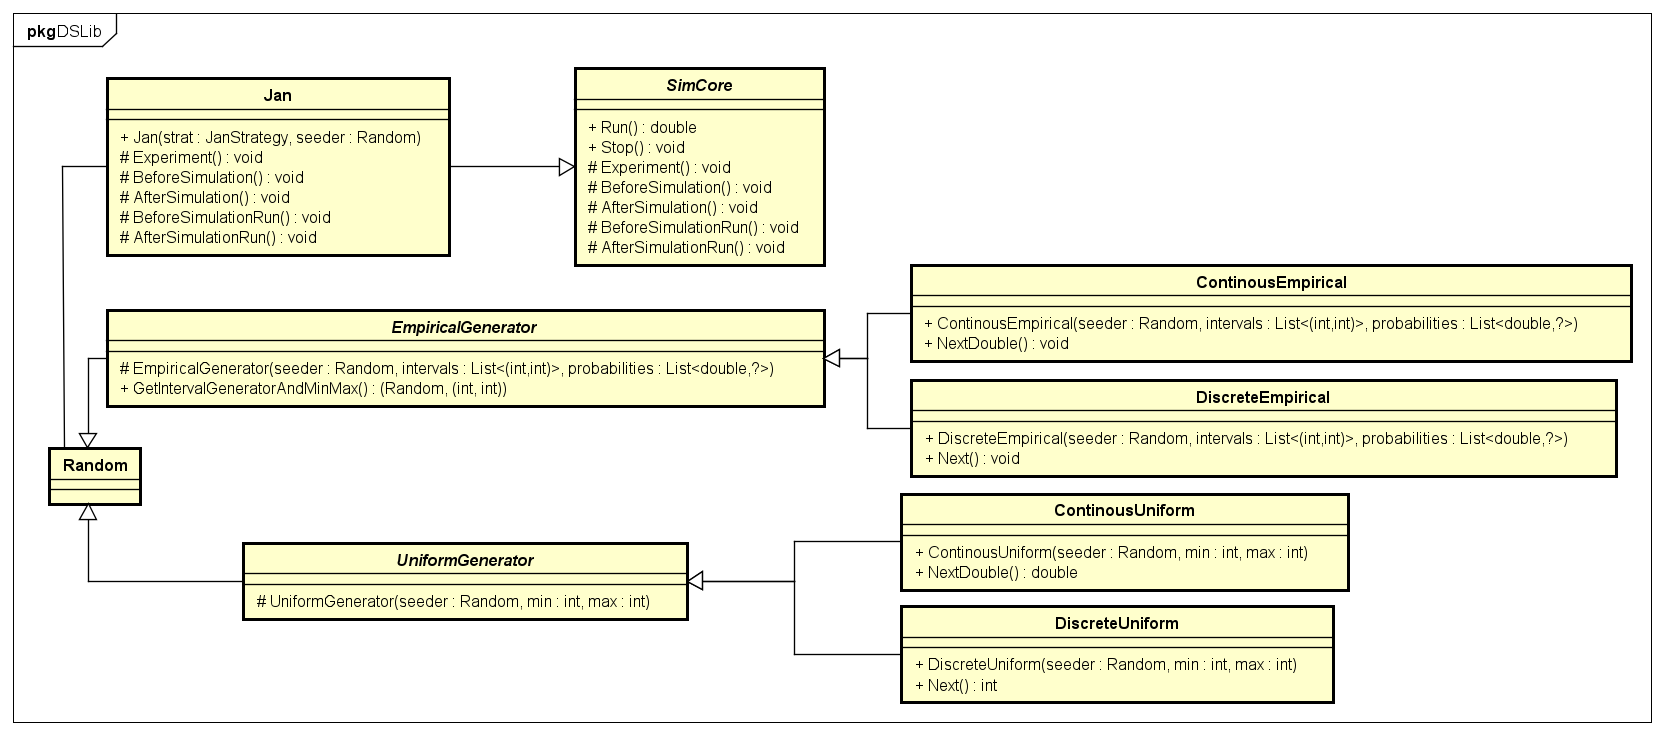 pkg DSLib
Jan
+ Jan(strat : JanStrategy, seeder : Random)
# Experiment() : void
# BeforeSimulation() : void
# AfterSimulation() : void
# BeforeSimulationRun() : void
# AfterSimulationRun() : void
SimCore
+ Run() : double
+ Stop() : void
# Experiment() : void
# BeforeSimulation() : void
# AfterSimulation() : void
# BeforeSimulationRun() : void
# AfterSimulationRun() : void
ContinousEmpirical
+ ContinousEmpirical(seeder : Random, intervals : List<(int,int)>, probabilities : List<double,?>)
+ NextDouble() : void
EmpiricalGenerator
# EmpiricalGenerator(seeder : Random, intervals : List<(int,int)>, probabilities : List<double,?>)
+ GetIntervalGeneratorAndMinMax() : (Random, (int, int))
DiscreteEmpirical
+ DiscreteEmpirical(seeder : Random, intervals : List<(int,int)>, probabilities : List<double,?>)
+ Next() : void
Random
ContinousUniform
+ ContinousUniform(seeder : Random, min : int, max : int)
+ NextDouble() : double
UniformGenerator
# UniformGenerator(seeder : Random, min : int, max : int)
DiscreteUniform
+ DiscreteUniform(seeder : Random, min : int, max : int)
+ Next() : int